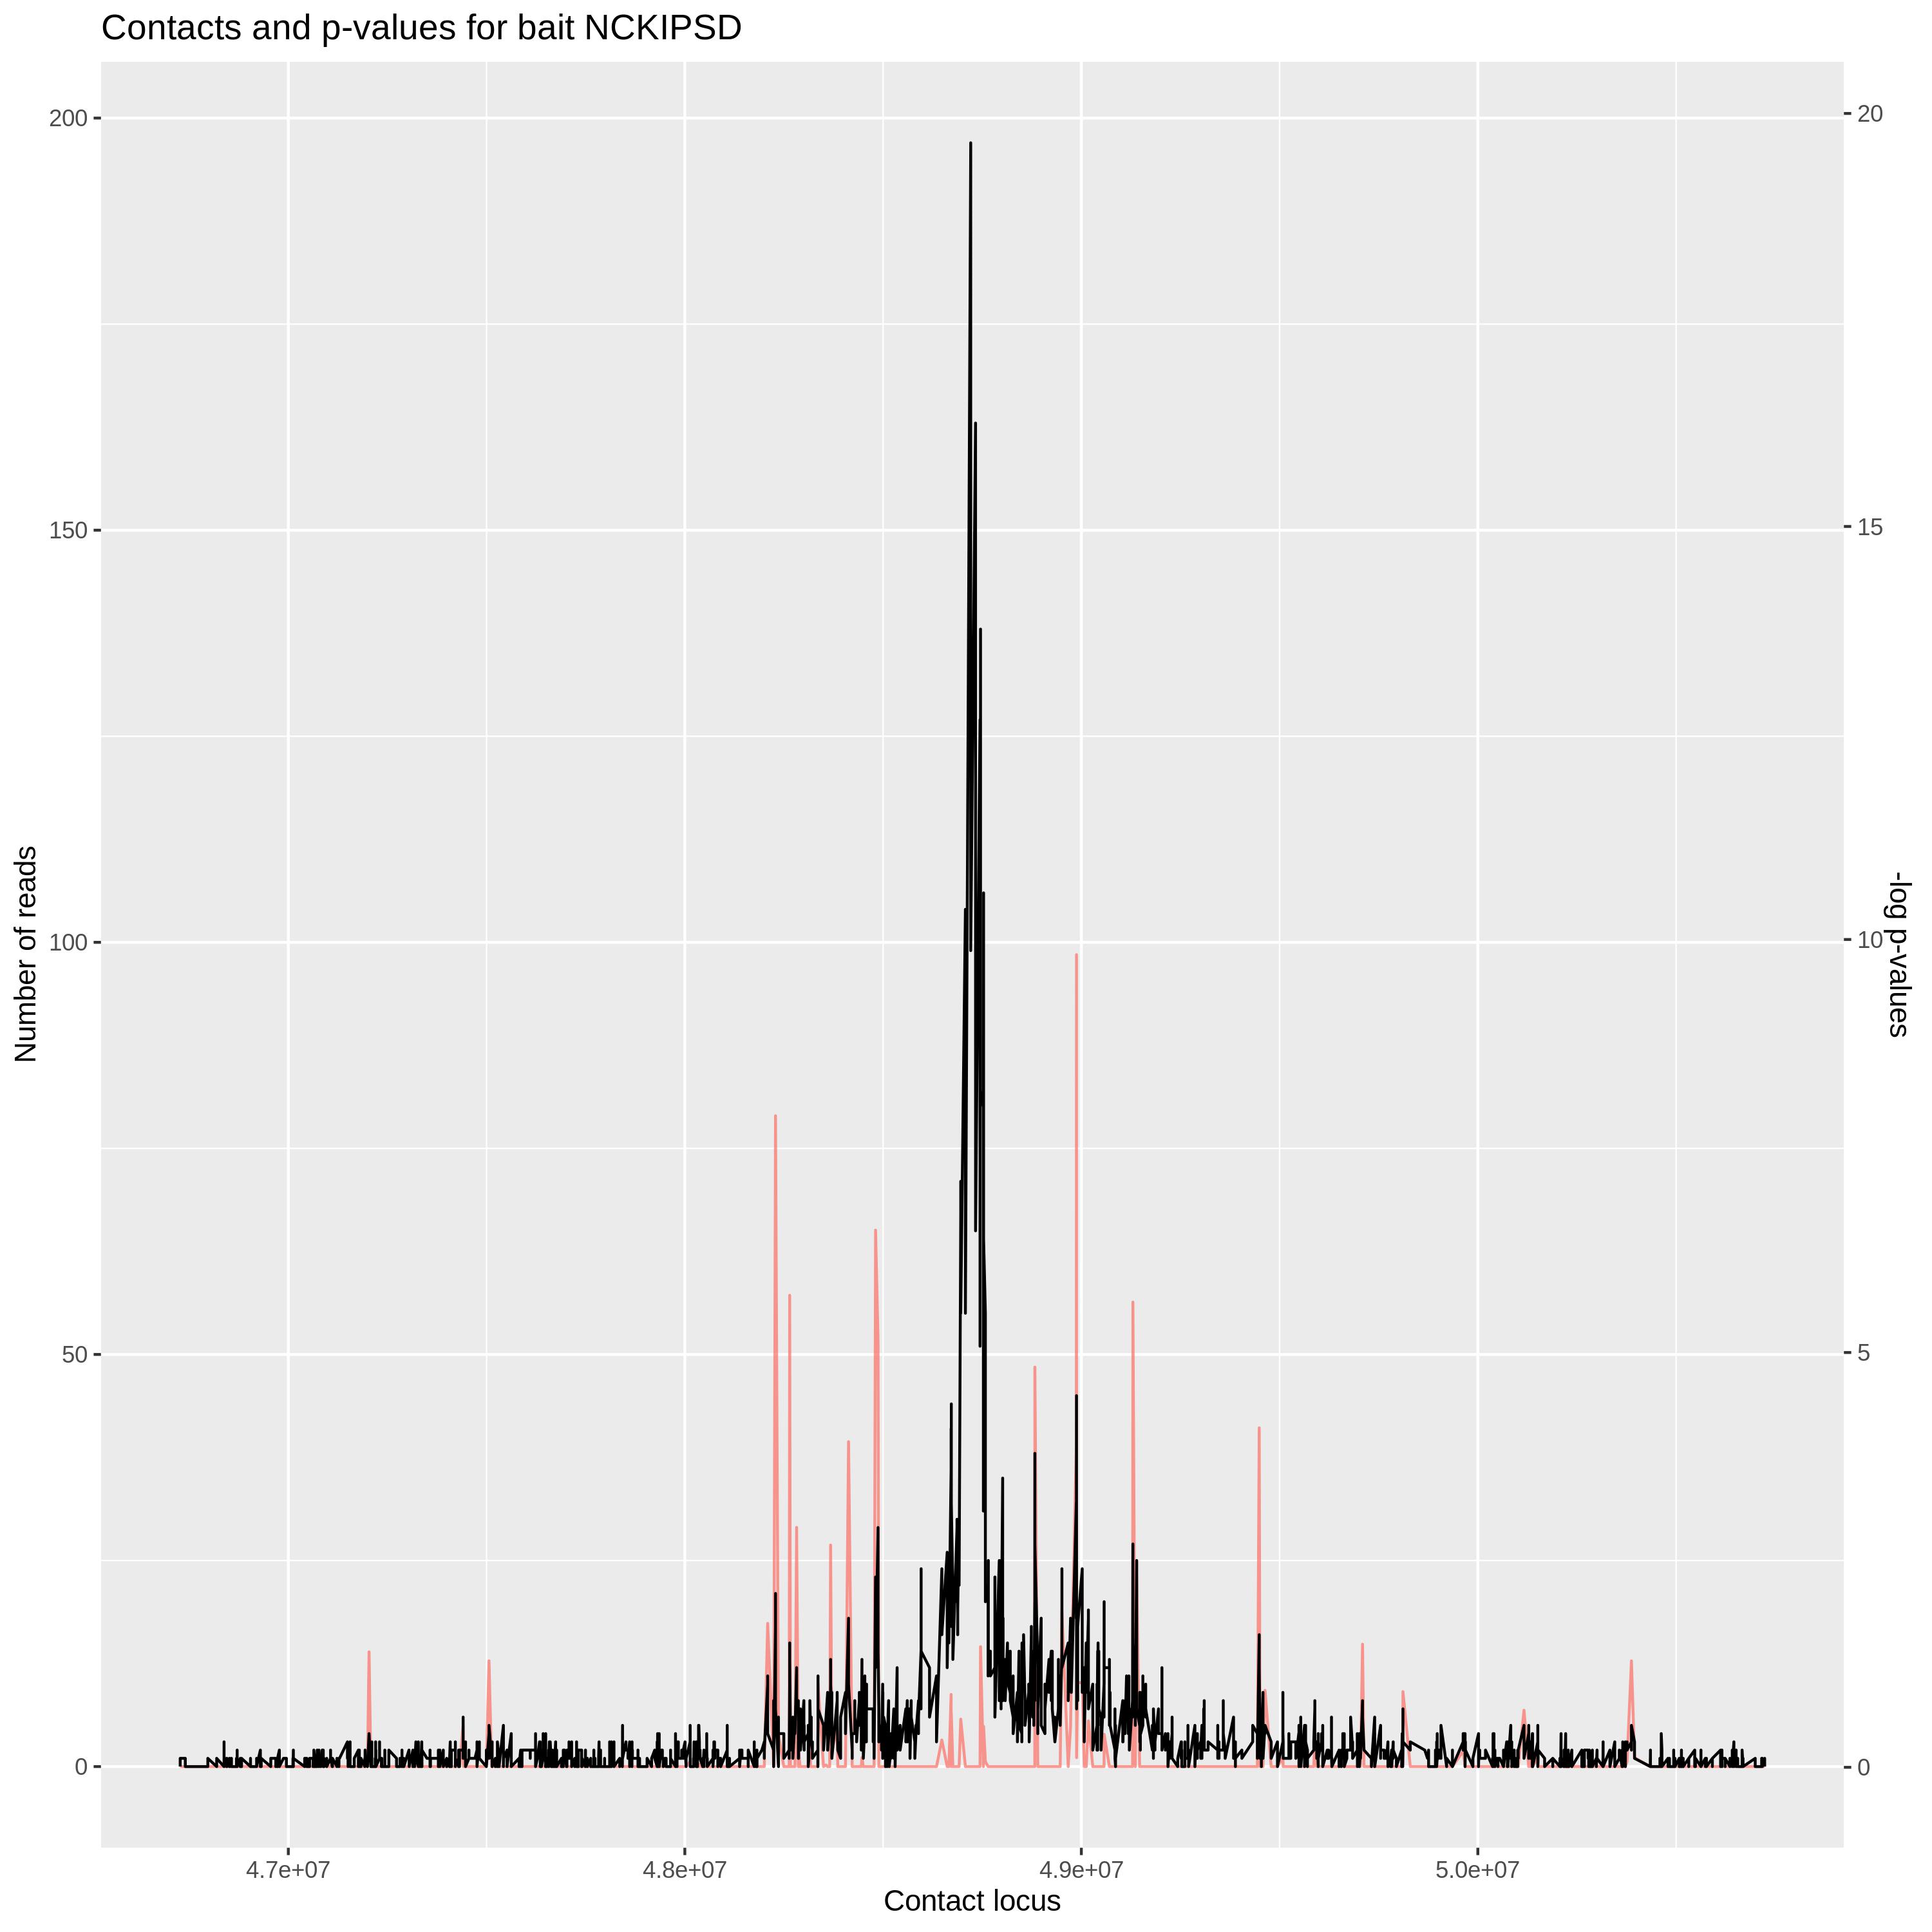 Contacts and p-values for bait NCKIPSD
200
150
100
50
0
Number of reads
20
15
10
5
0
-log p-values
4.7e+07 4.8e+07 4.9e+07 5.0e+07
Contact locus